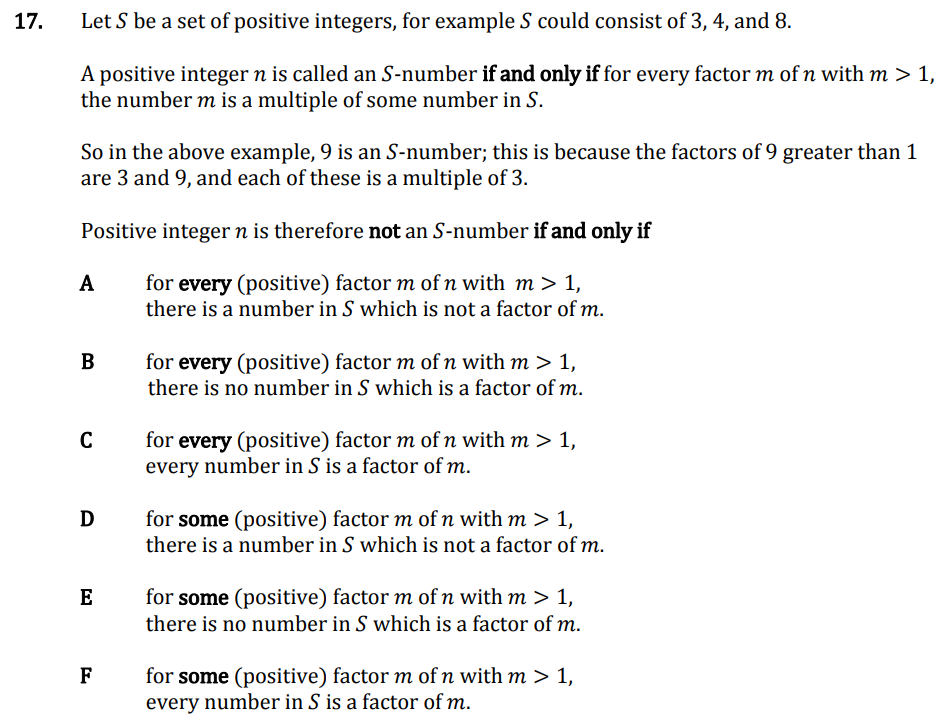 17. Let S be a set of positive integers, for example S could consist of 3, 4, and 8.
A positive integer n is called an S-number if and only if for every factor m of n with m > 1,
the number m is a multiple of some number in S.
So in the above example, 9 is an S-number; this is because the factors of 9 greater than 1
are 3 and 9, and each of these is a multiple of 3.
Positive integer n is therefore not an S-number if and only if
A for every (positive) factor m of n with m > 1,
there is a number in S which is not a factor of m.
B for every (positive) factor m of n with m > 1,
there is no number in S which is a factor of m.
C for every (positive) factor m of n with m > 1,
every number in S is a factor of m.
D for some (positive) factor m of n with m > 1,
there is a number in S which is not a factor of m.
E for some (positive) factor m of n with m > 1,
there is no number in S which is a factor of m.
F for some (positive) factor m of n with m > 1,
every number in S is a factor of m.